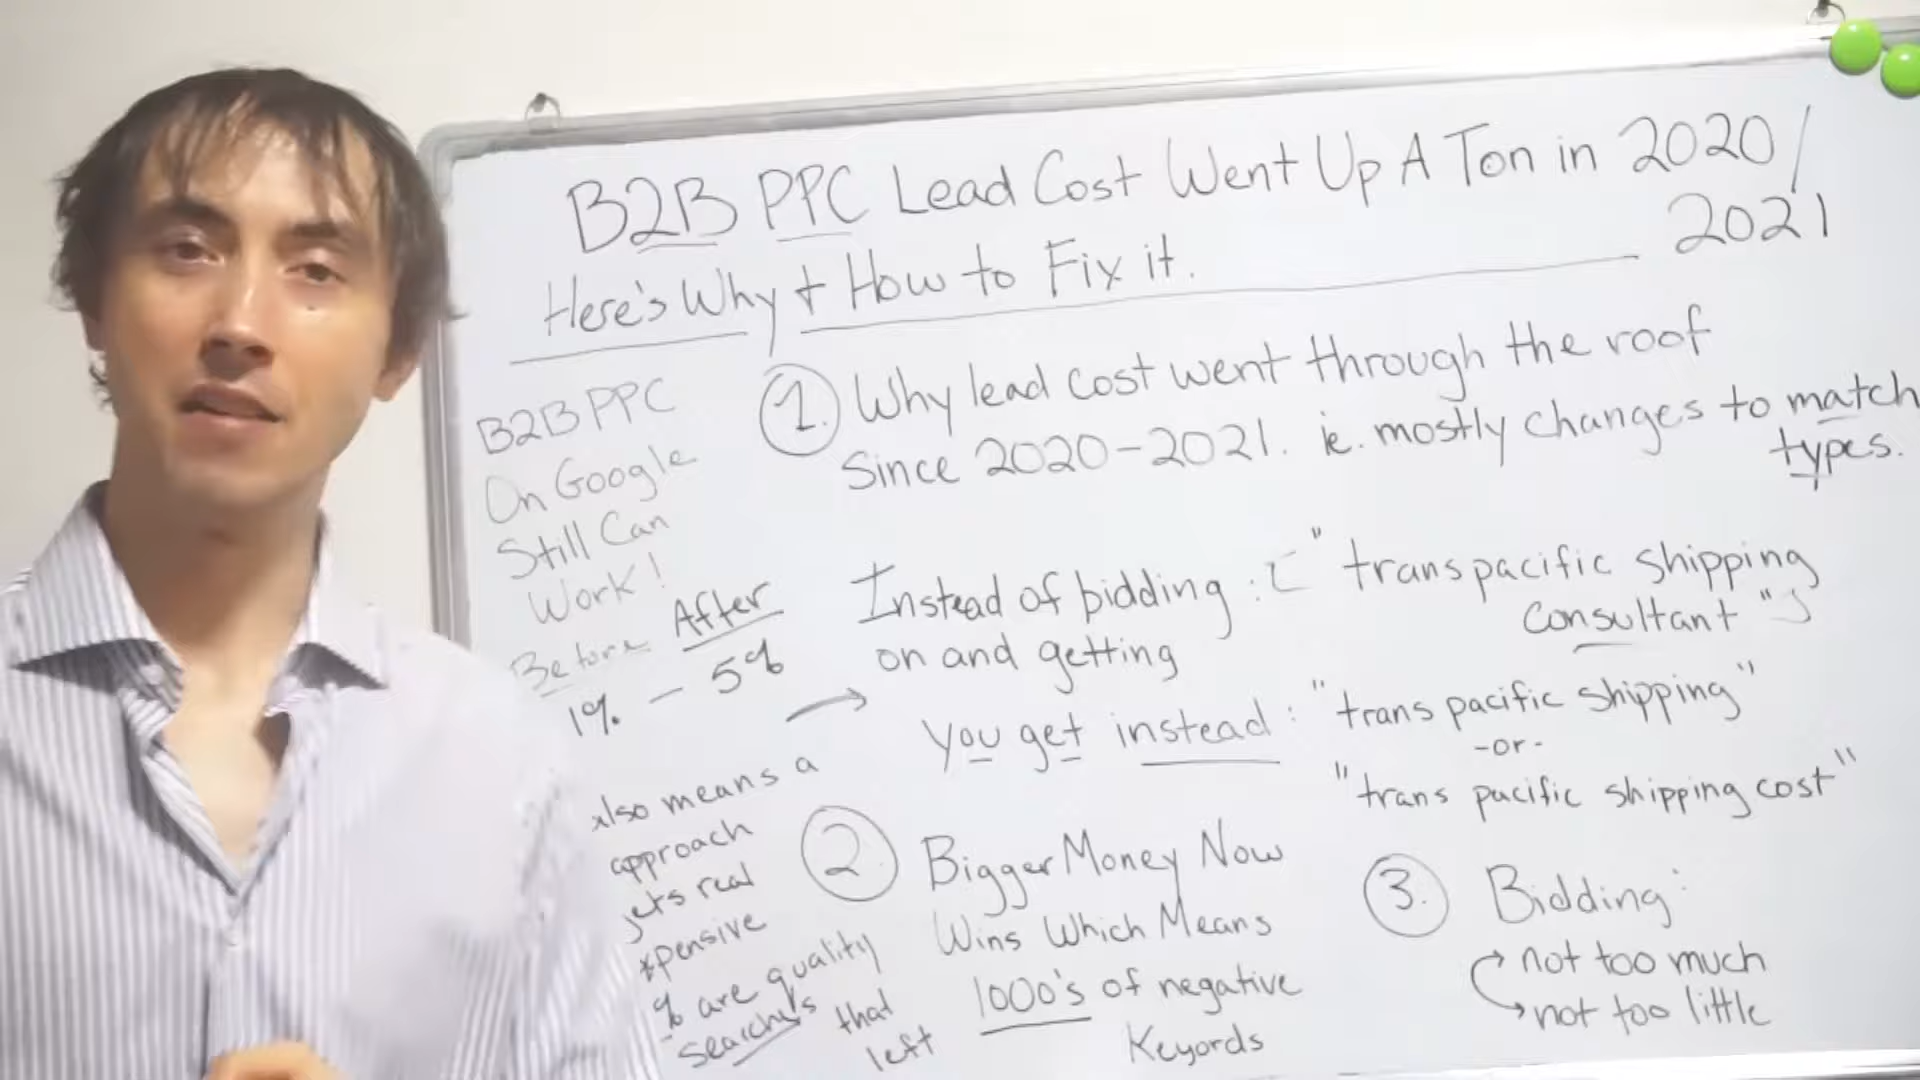 B2B PPC Lead Cost Went Up A Ton in 2020/
2021
Here's Why + How to Fix it.
B2B PPC
On Google
Still Can
Work!
Before After
1% - 5%
also means a
approach
gets real
xpensive
% are quality
searchs that
left
1. Why lead cost went through the roof
Since 2020-2021. ie. mostly changes to match
types.
Instead of bidding: ["transpacific shipping
on and getting consultant"]
You get instead: "trans pacific shipping"
-or-
"trans pacific shipping cost"
2. Bigger Money Now
Wins Which Means
1000's of negative
Keyords
3. Bidding:
not too much
not too little